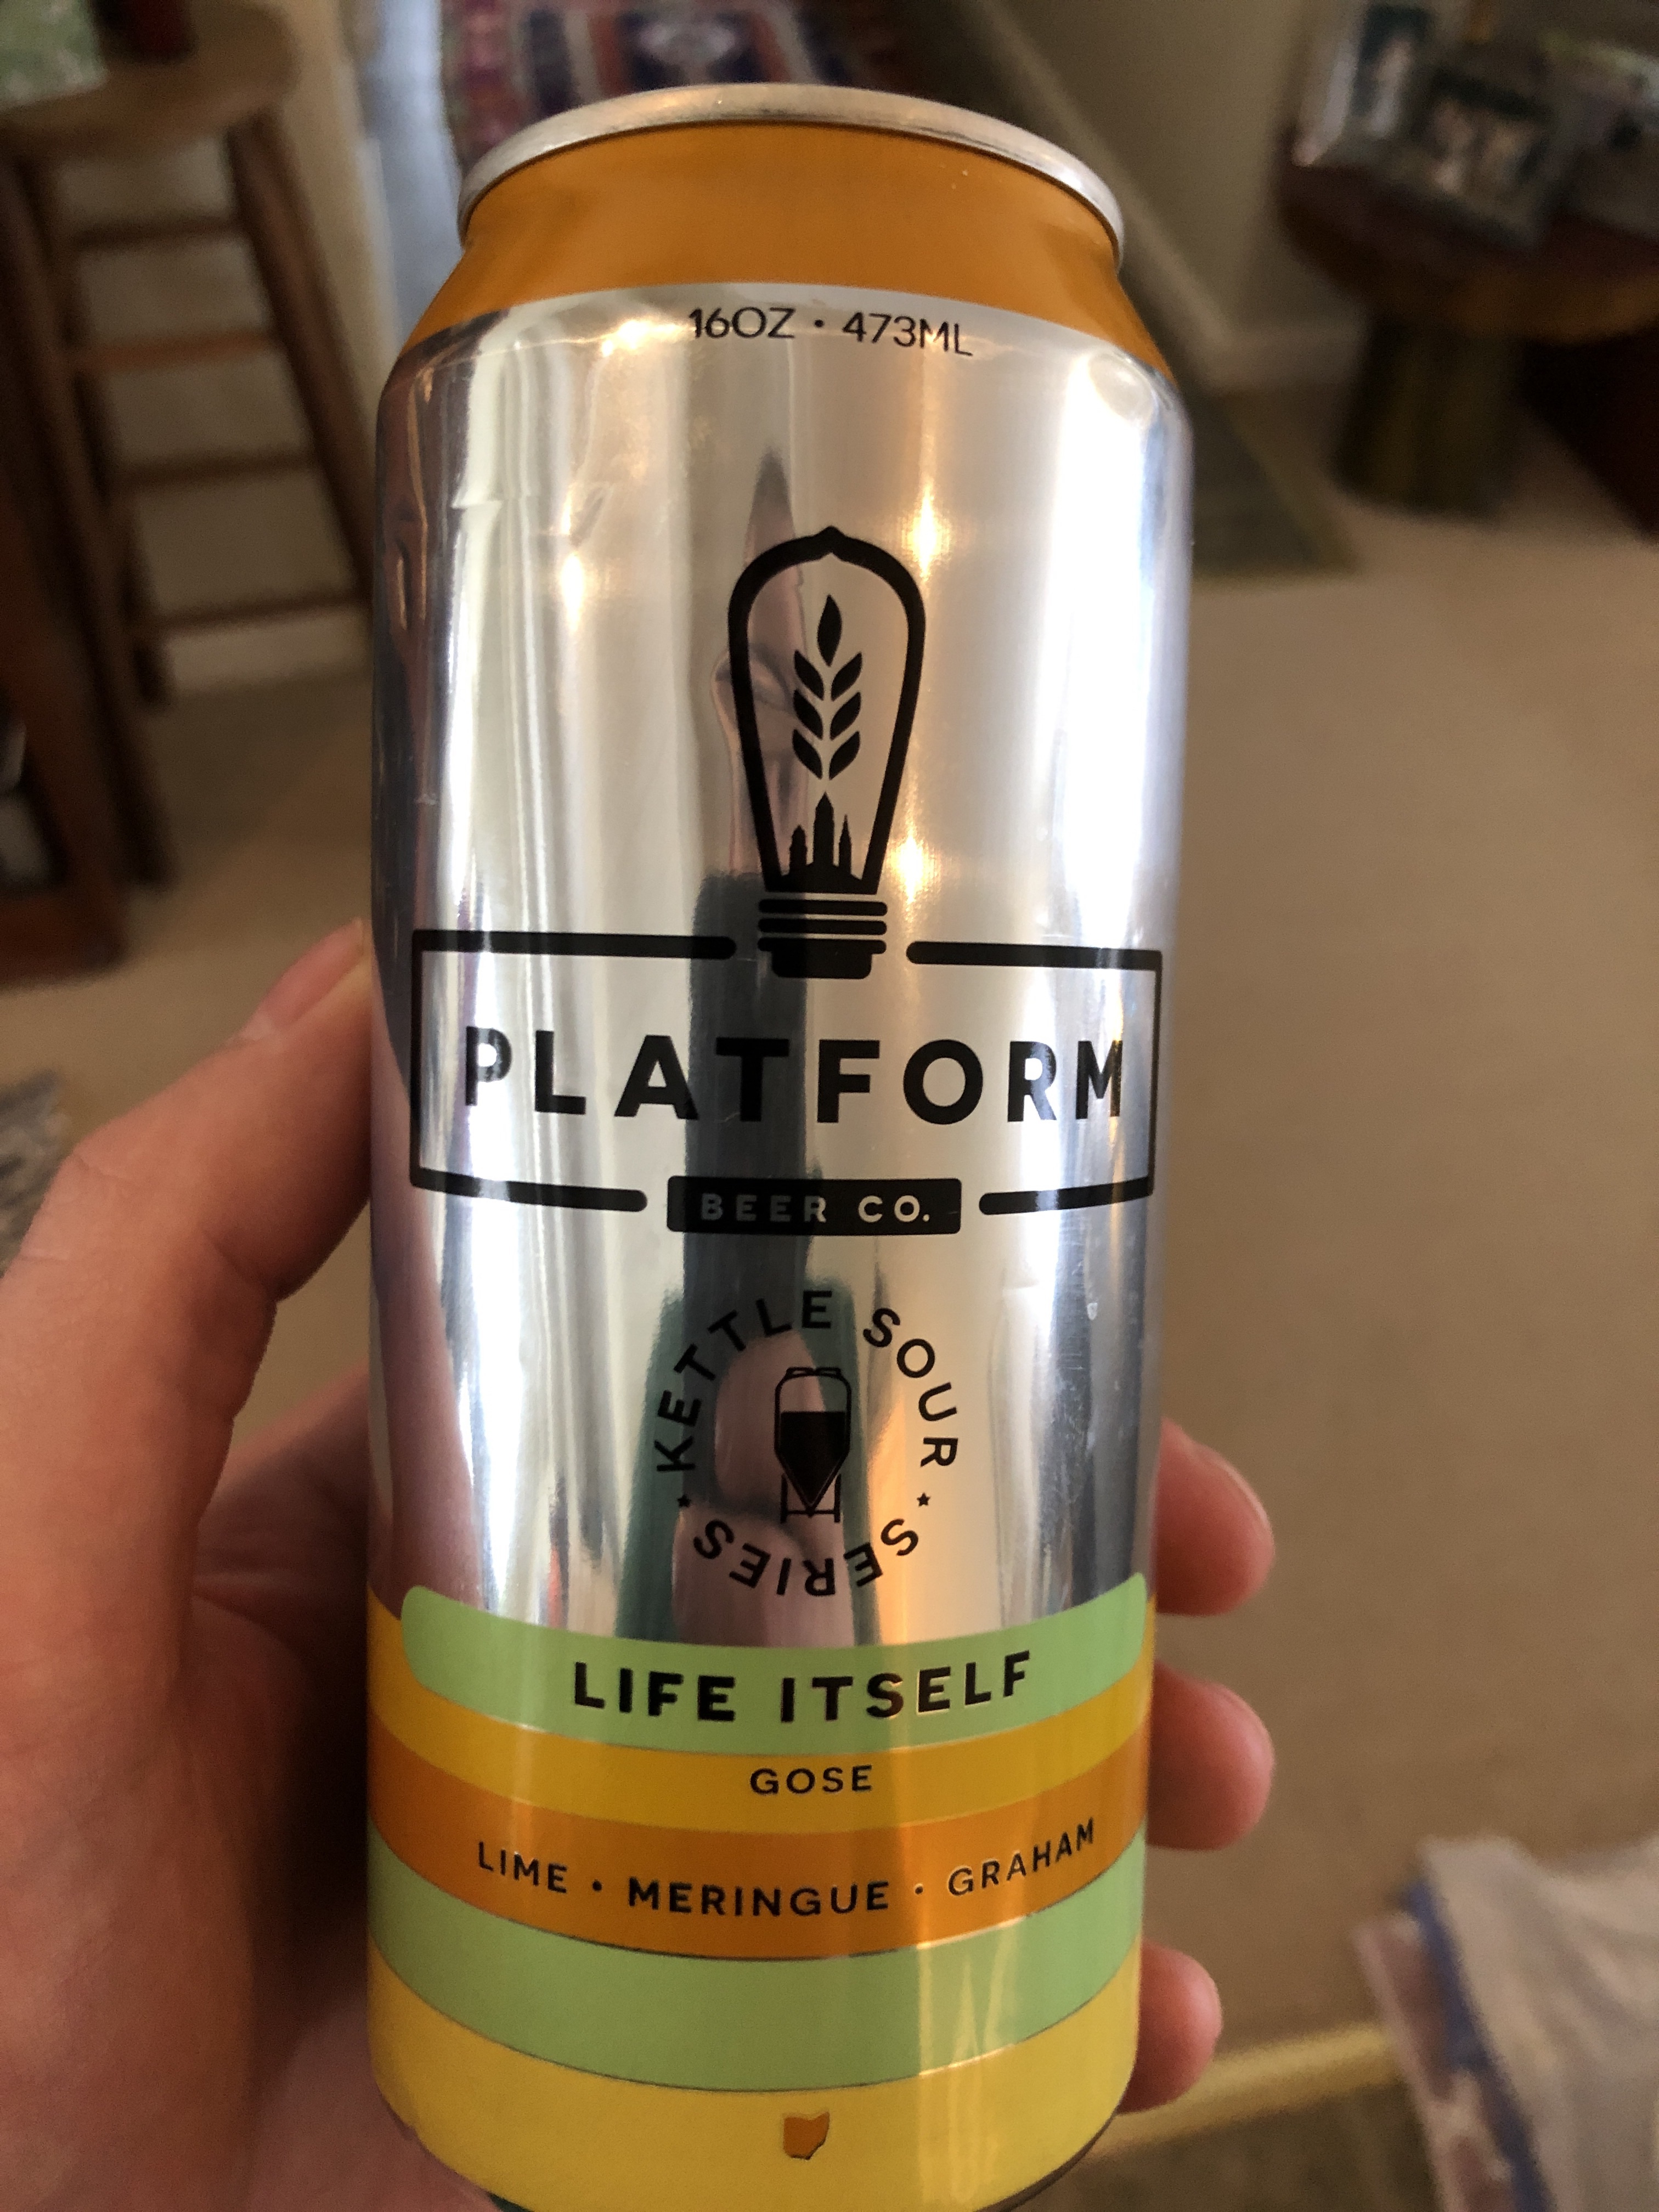 16OZ • 473ML
PLATFORM
BEER CO.
KETTLE SOUR
SERIES
LIFE ITSELF
GOSE
LIME • MERINGUE • GRAHAM